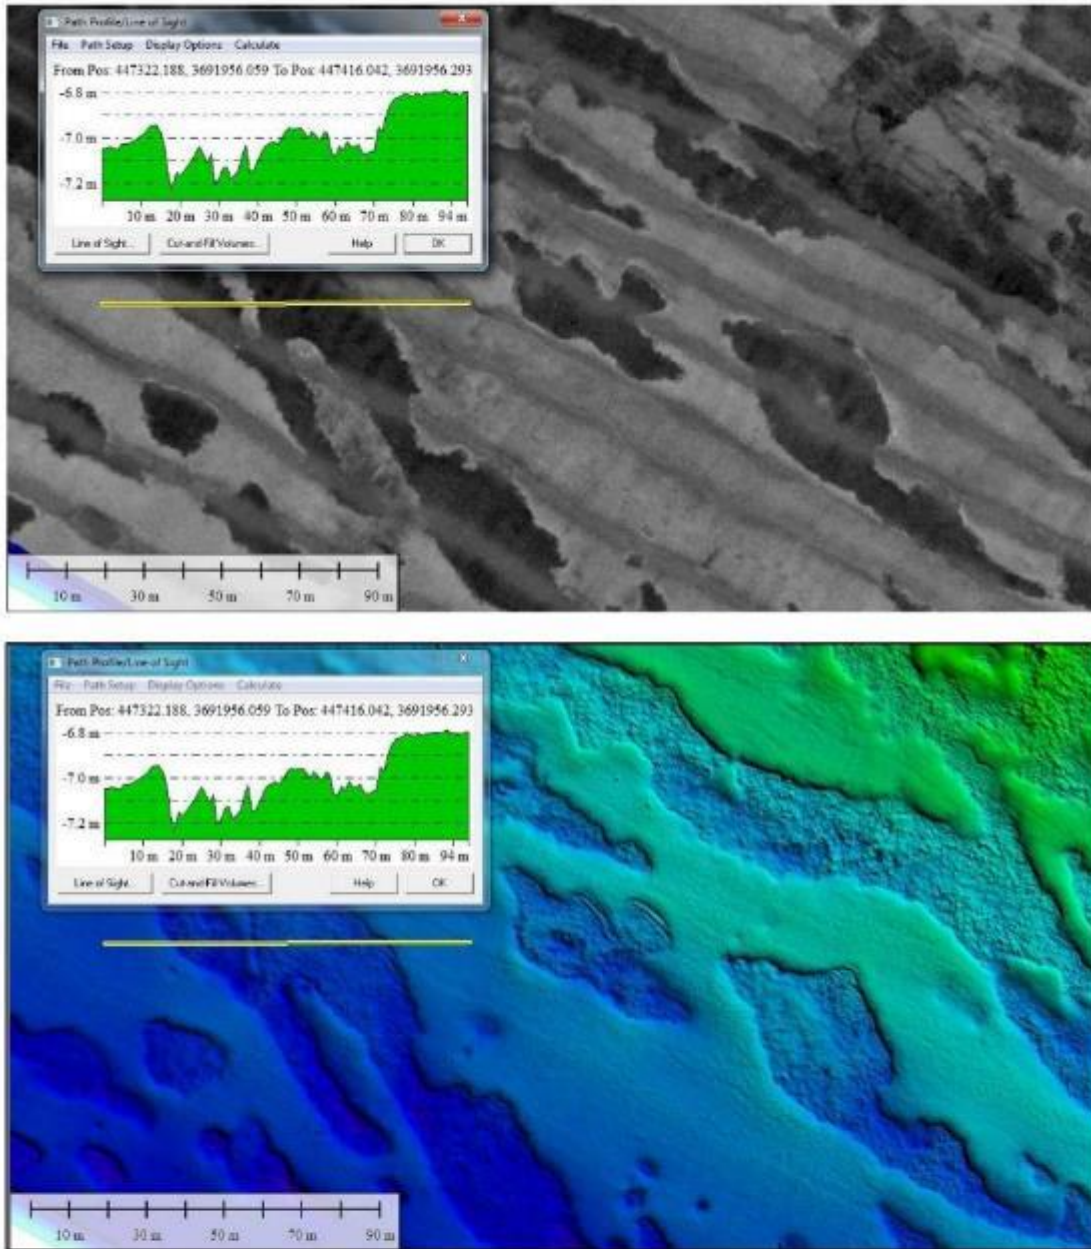 Path Profile/Line of Sight
File Path Setup Display Options Calculate
From Pos: 447322.188, 3691956.059 To Pos: 447416.042, 3691956.293
-6.8 m
-7.0 m
-7.2 m
10 m 20 m 30 m 40 m 50 m 60 m 70 m 80 m 94 m
Line of Sight... Cut-and-Fill Volumes... Help OK
10 m 30 m 50 m 70 m 90 m
Path Profile/Line of Sight
File Path Setup Display Options Calculate
From Pos: 447322.188, 3691956.059 To Pos: 447416.042, 3691956.293
-6.8 m
-7.0 m
-7.2 m
10 m 20 m 30 m 40 m 50 m 60 m 70 m 80 m 94 m
Line of Sight... Cut-and-Fill Volumes... Help OK
10 m 30 m 50 m 70 m 90 m